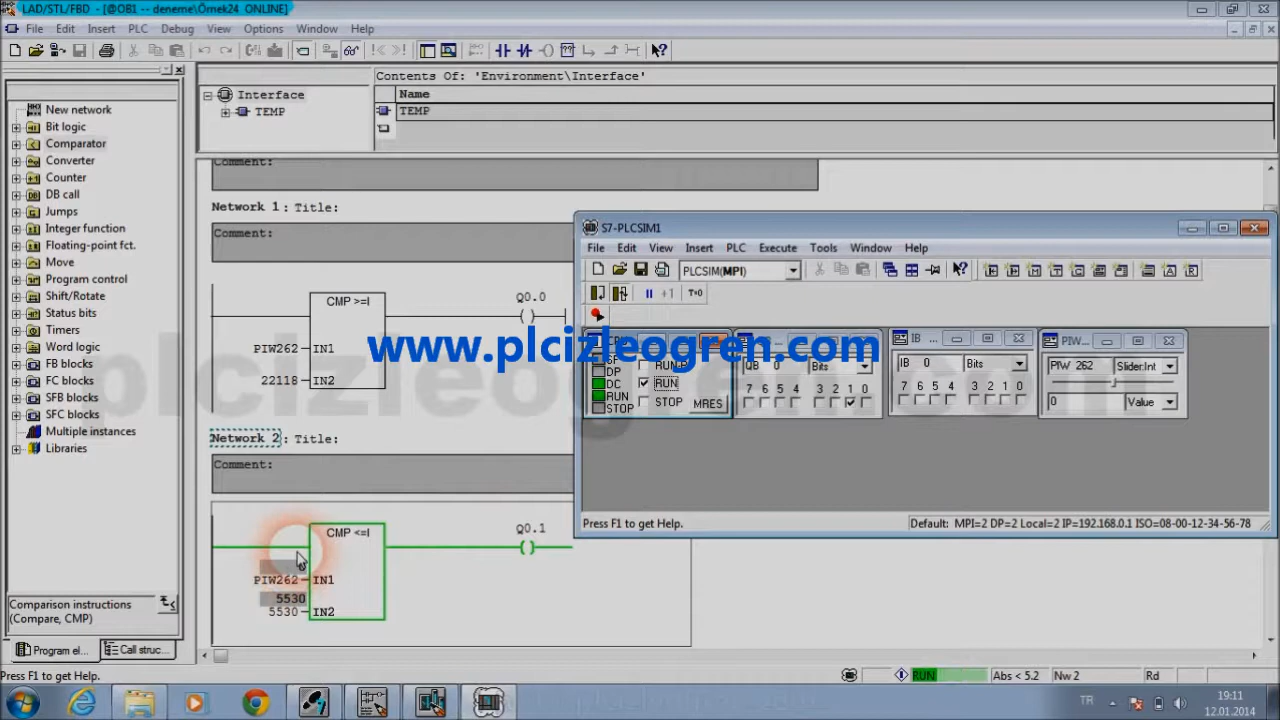 LAD/STL/FBD - [@OB1 -- deneme\Örnek24 ONLINE]
File Edit Insert PLC Debug View Options Window Help
Contents Of: 'Environment\Interface'
Interface
TEMP
Name
TEMP
New network
Bit logic
Comparator
Converter
Counter
DB call
Jumps
Integer function
Floating-point fct.
Move
Program control
Shift/Rotate
Status bits
Timers
Word logic
FB blocks
FC blocks
SFB blocks
SFC blocks
Multiple instances
Libraries
Comparison instructions
(Compare, CMP)
Program el...
Call struc...
Comment:
Network 1 : Title:
Comment:
CMP >=I
Q0.0
PIW262 IN1
22118 IN2
Network 2 : Title:
Comment:
CMP <=I
Q0.1
PIW262 IN1
5530
5530 IN2
S7-PLCSIM1
File Edit View Insert PLC Execute Tools Window Help
PLCSIM(MPI)
+1 T=0
DP
DC
RUN
STOP
RUN
STOP MRES
QB 0 Bits
7 6 5 4 3 2 1 0
IB
IB 0 Bits
7 6 5 4 3 2 1 0
PIW...
PIW 262 Slider:Int
0 Value
Press F1 to get Help.
Default: MPI=2 DP=2 Local=2 IP=192.168.0.1 ISO=08-00-12-34-56-78
www.plcizleogren.com
plcizleogren.com
Press F1 to get Help.
RUN Abs < 5.2 Nw 2 Rd
TR
19:11
12.01.2014